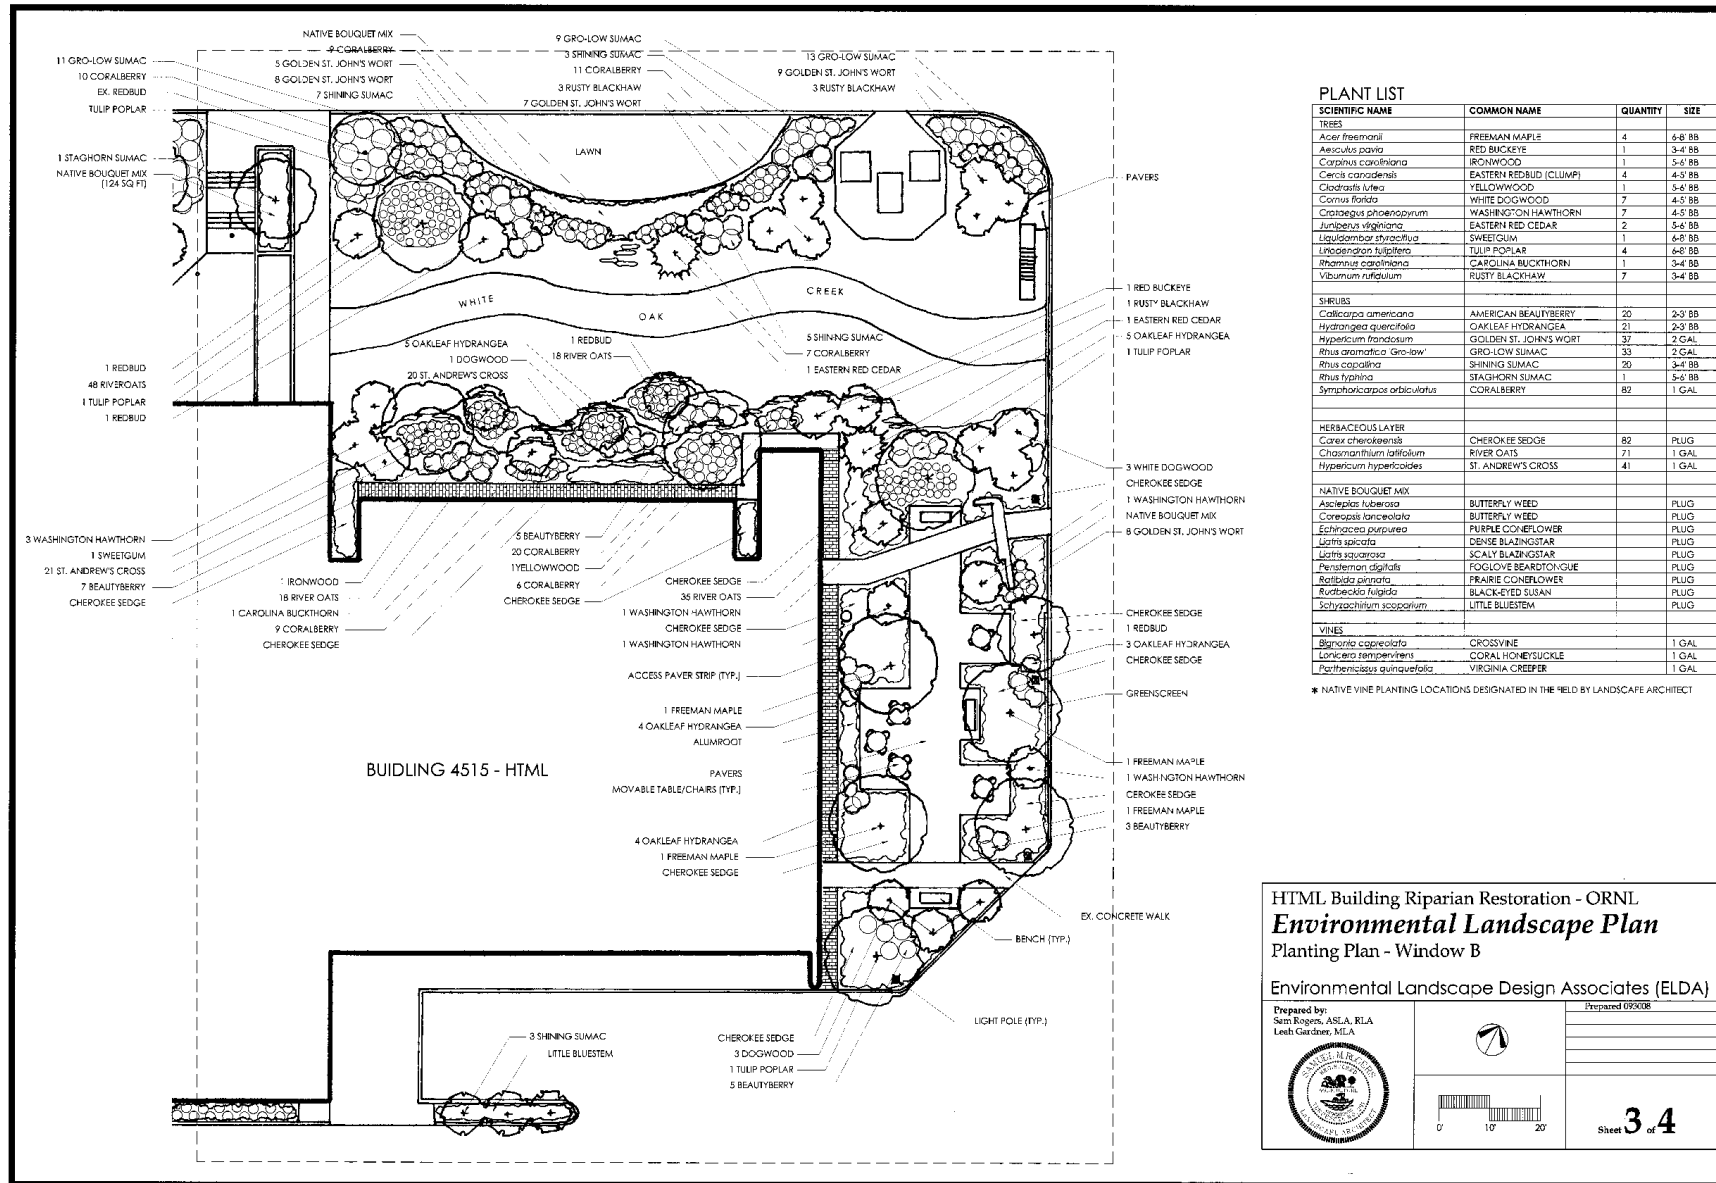 NATIVE BOUQUET MIX
9 CORALBERRY
5 GOLDEN ST. JOHN'S WORT
8 GOLDEN ST. JOHN'S WORT
7 SHINING SUMAC
9 GRO-LOW SUMAC
3 SHINING SUMAC
11 CORALBERRY
3 RUSTY BLACKHAW
7 GOLDEN ST. JOHN'S WORT
13 GRO-LOW SUMAC
9 GOLDEN ST. JOHN'S WORT
3 RUSTY BLACKHAW
11 GRO-LOW SUMAC
10 CORALBERRY
EX. REDBUD
TULIP POPLAR
1 STAGHORN SUMAC
NATIVE BOUQUET MIX
(124 SQ FT)
LAWN
PAVERS
WHITE
OAK
CREEK
1 RED BUCKEYE
1 RUSTY BLACKHAW
1 EASTERN RED CEDAR
5 OAKLEAF HYDRANGEA
1 TULIP POPLAR
5 SHINING SUMAC
7 CORALBERRY
1 EASTERN RED CEDAR
5 OAKLEAF HYDRANGEA
1 DOGWOOD
20 ST. ANDREW'S CROSS
1 REDBUD
18 RIVER OATS
1 REDBUD
48 RIVEROATS
1 TULIP POPLAR
1 REDBUD
3 WHITE DOGWOOD
CHEROKEE SEDGE
1 WASHINGTON HAWTHORN
NATIVE BOUQUET MIX
8 GOLDEN ST. JOHN'S WORT
3 WASHINGTON HAWTHORN
1 SWEETGUM
21 ST. ANDREW'S CROSS
7 BEAUTYBERRY
CHEROKEE SEDGE
1 IRONWOOD
18 RIVER OATS
1 CAROLINA BUCKTHORN
9 CORALBERRY
CHEROKEE SEDGE
5 BEAUTYBERRY
20 CORALBERRY
1YELLOWWOOD
6 CORALBERRY
CHEROKEE SEDGE
CHEROKEE SEDGE
35 RIVER OATS
1 WASHINGTON HAWTHORN
CHEROKEE SEDGE
1 WASHINGTON HAWTHORN
ACCESS PAVER STRIP (TYP.)
1 FREEMAN MAPLE
4 OAKLEAF HYDRANGEA
ALUMROOT
PAVERS
MOVABLE TABLE/CHAIRS (TYP.)
4 OAKLEAF HYDRANGEA
1 FREEMAN MAPLE
CHEROKEE SEDGE
CHEROKEE SEDGE
1 REDBUD
3 OAKLEAF HYDRANGEA
CHEROKEE SEDGE
GREENSCREEN
1 FREEMAN MAPLE
1 WASHINGTON HAWTHORN
CEROKEE SEDGE
1 FREEMAN MAPLE
3 BEAUTYBERRY
BUIDLING 4515 - HTML
EX. CONCRETE WALK
BENCH (TYP.)
LIGHT POLE (TYP.)
3 SHINING SUMAC
LITTLE BLUESTEM
CHEROKEE SEDGE
3 DOGWOOD
1 TULIP POPLAR
5 BEAUTYBERRY
PLANT LIST
SCIENTIFIC NAME COMMON NAME QUANTITY SIZE
TREES
Acer freemanii FREEMAN MAPLE 4 6-8' BB
Aesculus pavia RED BUCKEYE 1 3-4' BB
Carpinus caroliniana IRONWOOD 1 5-6' BB
Cercis canadensis EASTERN REDBUD (CLUMP) 4 4-5' BB
Cladrastis lutea YELLOWWOOD 1 5-6' BB
Cornus florida WHITE DOGWOOD 7 4-5' BB
Crataegus phoenopyrum WASHINGTON HAWTHORN 7 4-5' BB
Juniperus virginiana EASTERN RED CEDAR 2 5-6' BB
Liquidambar styraciflua SWEETGUM 1 6-8' BB
Liriodendron tulipifera TULIP POPLAR 4 6-8' BB
Rhamnus caroliniana CAROLINA BUCKTHORN 1 3-4' BB
Viburnum rufidulum RUSTY BLACKHAW 7 3-4' BB
SHRUBS
Callicarpa americana AMERICAN BEAUTYBERRY 20 2-3' BB
Hydrangea quercifolia OAKLEAF HYDRANGEA 21 2-3' BB
Hypericum frondosum GOLDEN ST. JOHN'S WORT 37 2 GAL
Rhus aromatica 'Gro-low' GRO-LOW SUMAC 33 2 GAL
Rhus copallina SHINING SUMAC 20 3-4' BB
Rhus typhina STAGHORN SUMAC 1 5-6' BB
Symphoricarpos orbiculatus CORALBERRY 82 1 GAL
HERBACEOUS LAYER
Carex cherokeensis CHEROKEE SEDGE 82 PLUG
Chasmanthium latifolium RIVER OATS 71 1 GAL
Hypericum hypericoides ST. ANDREW'S CROSS 41 1 GAL
NATIVE BOUQUET MIX
Asclepias tuberosa BUTTERFLY WEED PLUG
Coreopsis lanceolata BUTTERFLY WEED PLUG
Echinacea purpurea PURPLE CONEFLOWER PLUG
Liatris spicata DENSE BLAZINGSTAR PLUG
Liatris squarrosa SCALY BLAZINGSTAR PLUG
Penstemon digitalis FOGLOVE BEARDTONGUE PLUG
Ratibida pinnata PRAIRIE CONEFLOWER PLUG
Rudbeckia fulgida BLACK-EYED SUSAN PLUG
Schyzachirium scoparium LITTLE BLUESTEM PLUG
VINES
Bignonia capreolata CROSSVINE 1 GAL
Lonicera sempervirens CORAL HONEYSUCKLE 1 GAL
Parthenicissus quinquefolia VIRGINIA CREEPER 1 GAL
* NATIVE VINE PLANTING LOCATIONS DESIGNATED IN THE FIELD BY LANDSCAPE ARCHITECT
HTML Building Riparian Restoration - ORNL
Environmental Landscape Plan
Planting Plan - Window B
Environmental Landscape Design Associates (ELDA)
Prepared by:
Sam Rogers, ASLA, RLA
Leah Gardner, MLA
Prepared 093008
SAMUEL M. ROGERS
REGISTERED
LANDSCAPE ARCHITECT
0' 10' 20'
Sheet 3 of 4